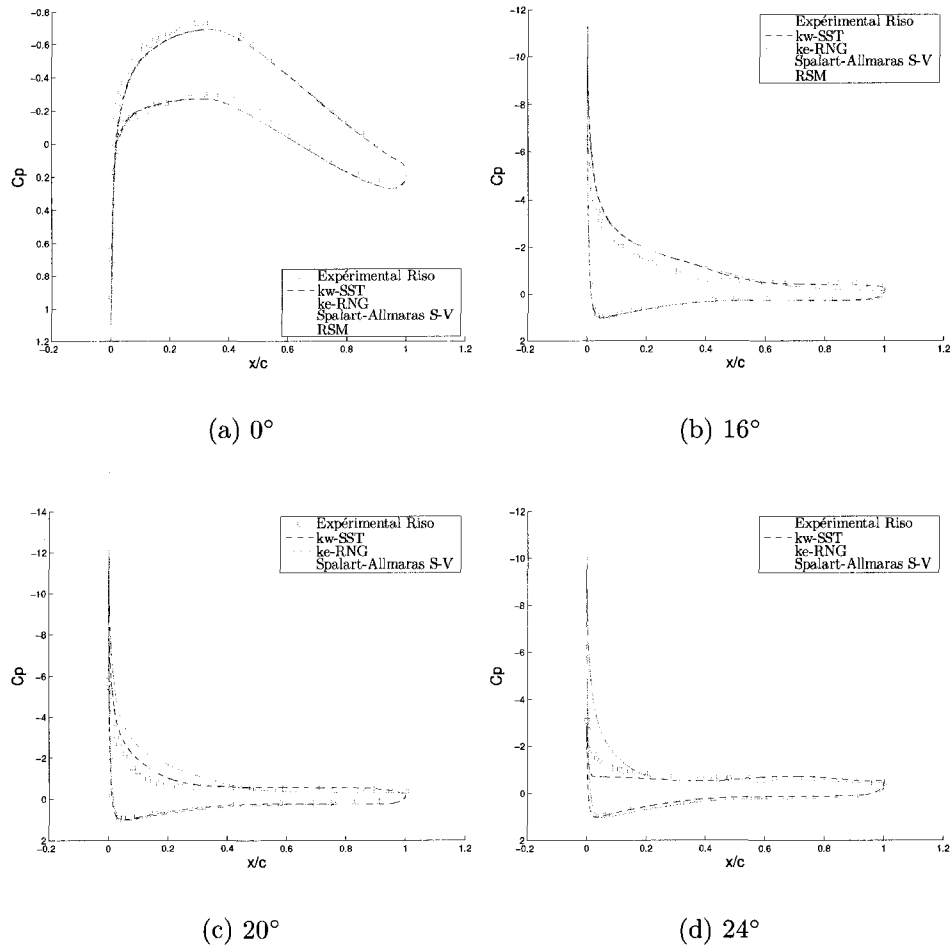 -0.8
-0.6
-0.4
-0.2
0
0.2
0.4
0.6
0.8
1
1.2
Cp
-0.2 0 0.2 0.4 0.6 0.8 1 1.2
x/c
Expérimental Riso
kw-SST
ke-RNG
Spalart-Allmaras S-V
RSM
(a) 0°
-12
-10
-8
-6
-4
-2
0
2
Cp
-0.2 0 0.2 0.4 0.6 0.8 1 1.2
x/c
Expérimental Riso
kw-SST
ke-RNG
Spalart-Allmaras S-V
RSM
(b) 16°
-14
-12
-10
-8
-6
-4
-2
0
2
Cp
-0.2 0 0.2 0.4 0.6 0.8 1 1.2
x/c
Expérimental Riso
kw-SST
ke-RNG
Spalart-Allmaras S-V
(c) 20°
-12
-10
-8
-6
-4
-2
0
2
Cp
-0.2 0 0.2 0.4 0.6 0.8 1 1.2
x/c
Expérimental Riso
kw-SST
ke-RNG
Spalart-Allmaras S-V
(d) 24°